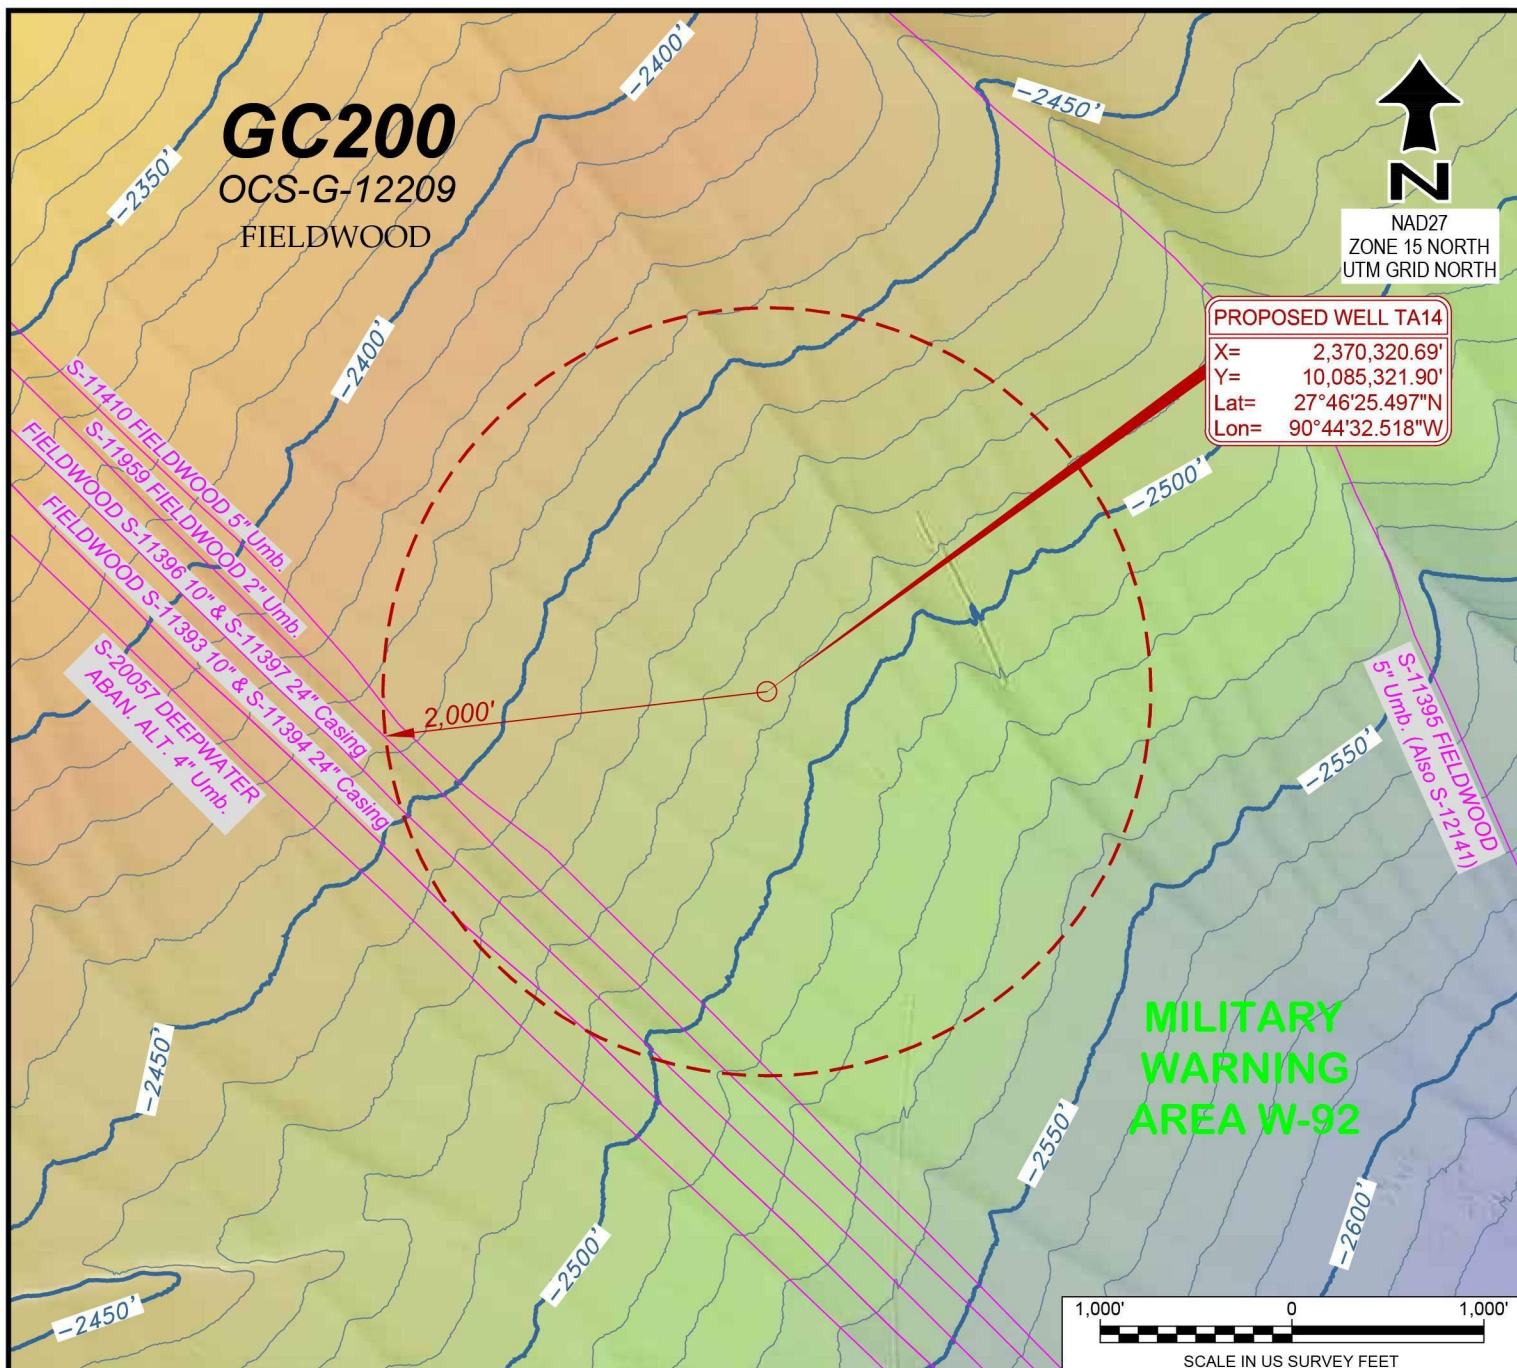 GC200
OCS-G-12209
FIELDWOOD
-2350'
-2400'
-2450'
N
NAD27
ZONE 15 NORTH
UTM GRID NORTH
PROPOSED WELL TA14
X= 2,370,320.69'
Y= 10,085,321.90'
Lat= 27°46'25.497"N
Lon= 90°44'32.518"W
-2400'
S-11410 FIELDWOOD 5" Umb.
S-11959 FIELDWOOD 2" Umb.
FIELDWOOD S-11396 10" & S-11397 24" Casing
FIELDWOOD S-11393 10" & S-11394 24" Casing
S-20057 DEEPWATER
ABAN. ALT. 4" Umb.
2,000'
-2500'
S-11395 FIELDWOOD
5" Umb. (Also S-12141)
-2550'
MILITARY
WARNING
AREA W-92
-2450'
-2550'
-2600'
-2500'
-2450'
1,000' 0 1,000'
SCALE IN US SURVEY FEET